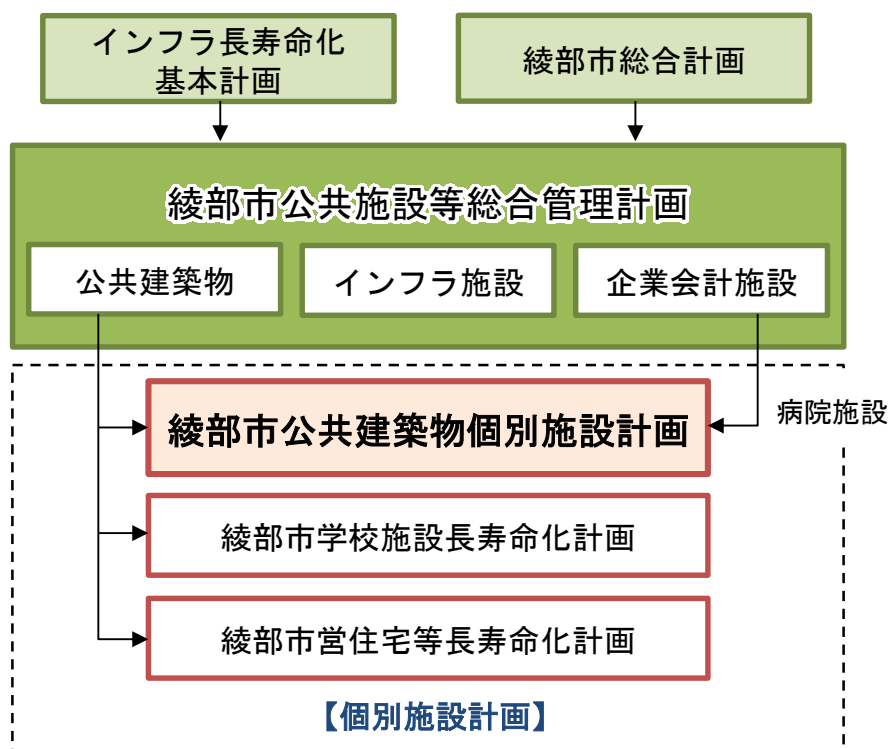 インフラ長寿命化
基本計画
綾部市総合計画
綾部市公共施設等総合管理計画
公共建築物
インフラ施設
企業会計施設
病院施設
綾部市公共建築物個別施設計画
綾部市学校施設長寿命化計画
綾部市営住宅等長寿命化計画
【個別施設計画】